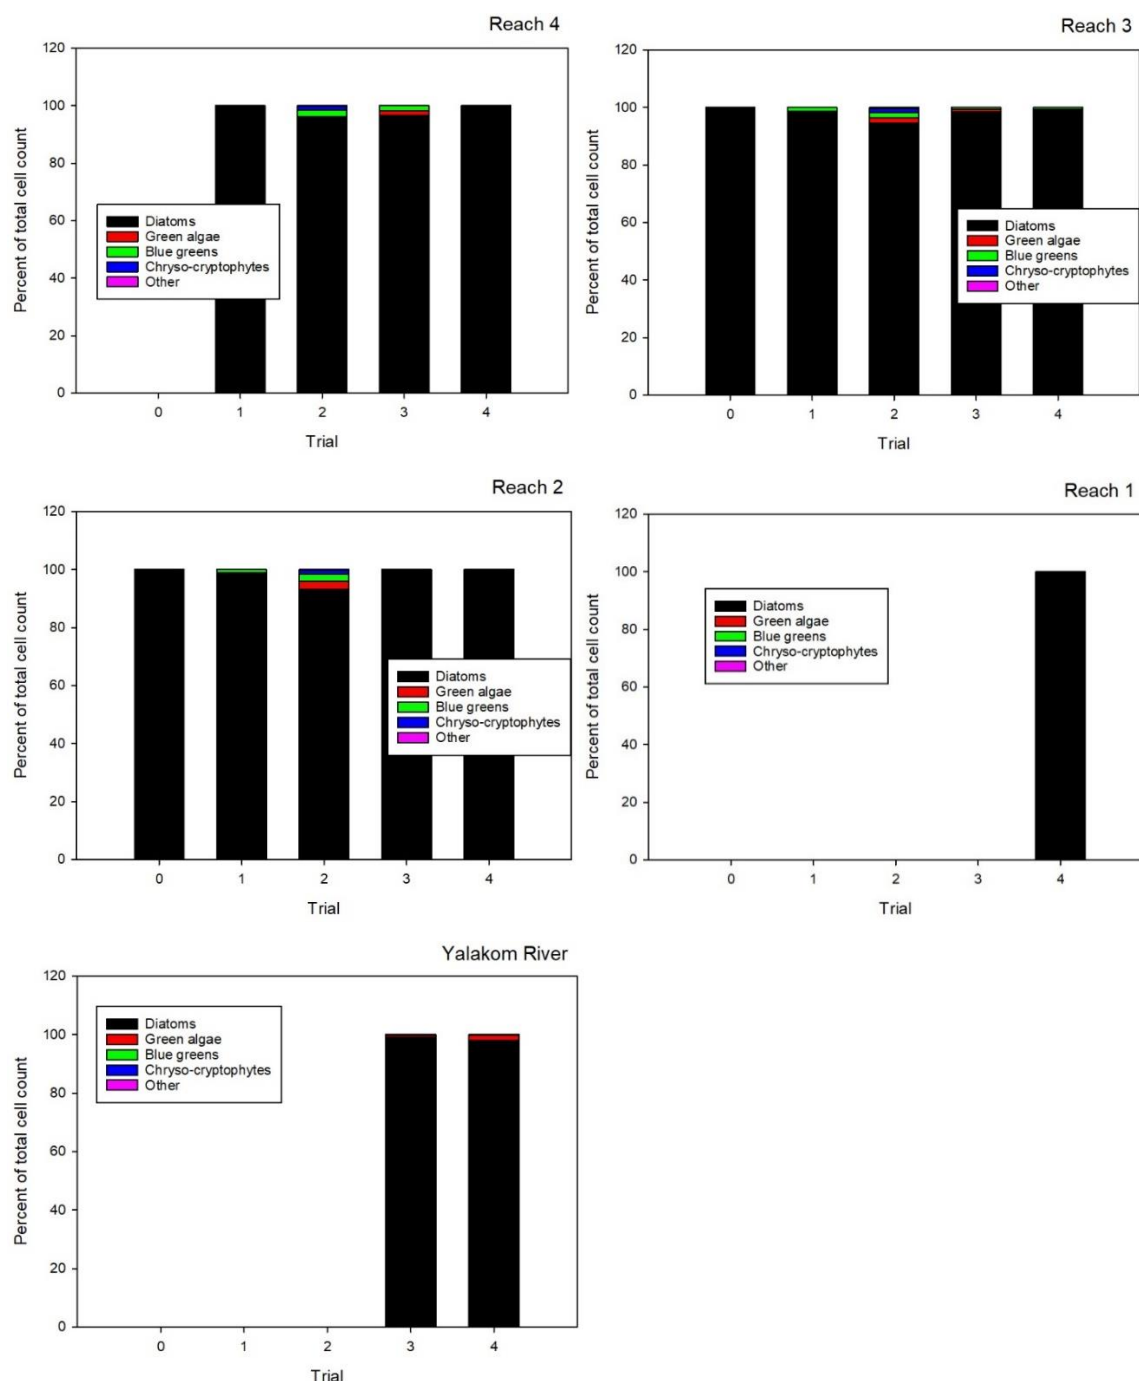 Reach 4
120
100
80
60
40
20
0
Percent of total cell count
Diatoms
Green algae
Blue greens
Chryso-cryptophytes
Other
0 1 2 3 4
Trial
Reach 3
120
100
80
60
40
20
0
Percent of total cell count
Diatoms
Green algae
Blue greens
Chryso-cryptophytes
Other
0 1 2 3 4
Trial
Reach 2
120
100
80
60
40
20
0
Percent of total cell count
Diatoms
Green algae
Blue greens
Chryso-cryptophytes
Other
0 1 2 3 4
Trial
Reach 1
120
100
80
60
40
20
0
Percent of total cell count
Diatoms
Green algae
Blue greens
Chryso-cryptophytes
Other
0 1 2 3 4
Trial
Yalakom River
120
100
80
60
40
20
0
Percent of total cell count
Diatoms
Green algae
Blue greens
Chryso-cryptophytes
Other
0 1 2 3 4
Trial